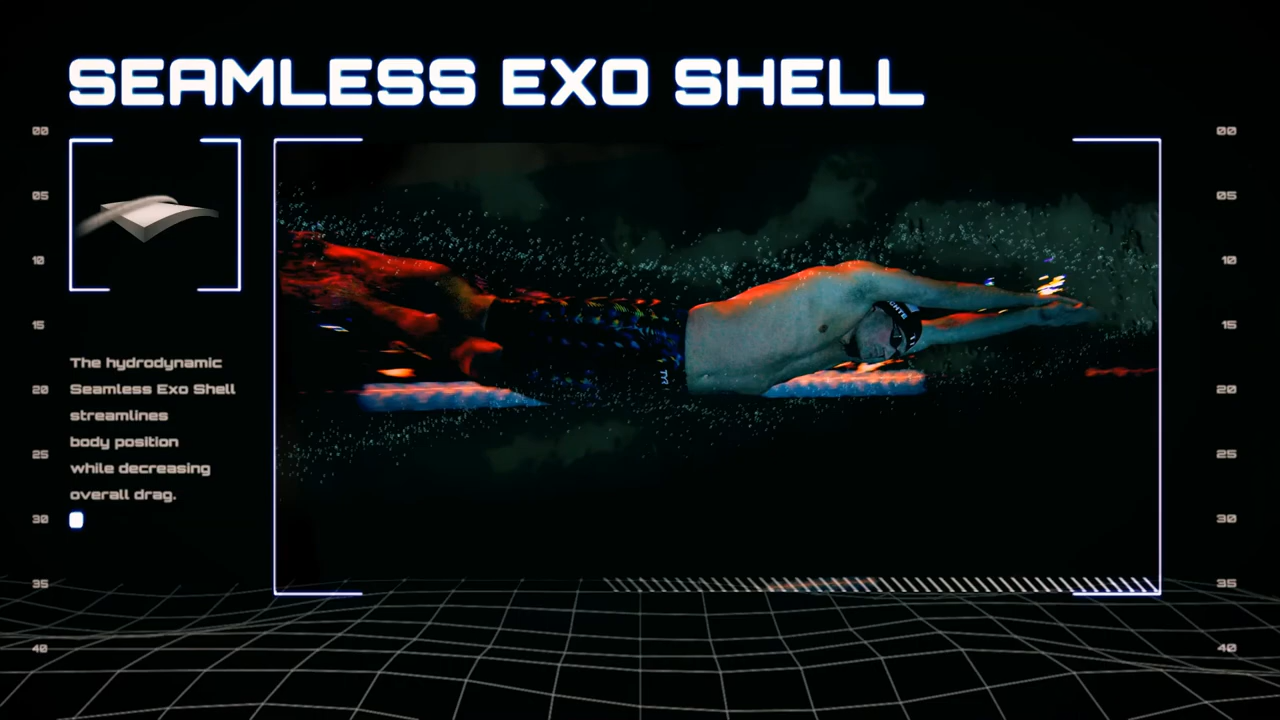 SEAMLESS EXO SHELL
00
05
10
15
20
25
30
35
40
The hydrodynamic
Seamless Exo Shell
streamlines
body position
while decreasing
overall drag.
TYR
00
05
10
15
20
25
30
35
40